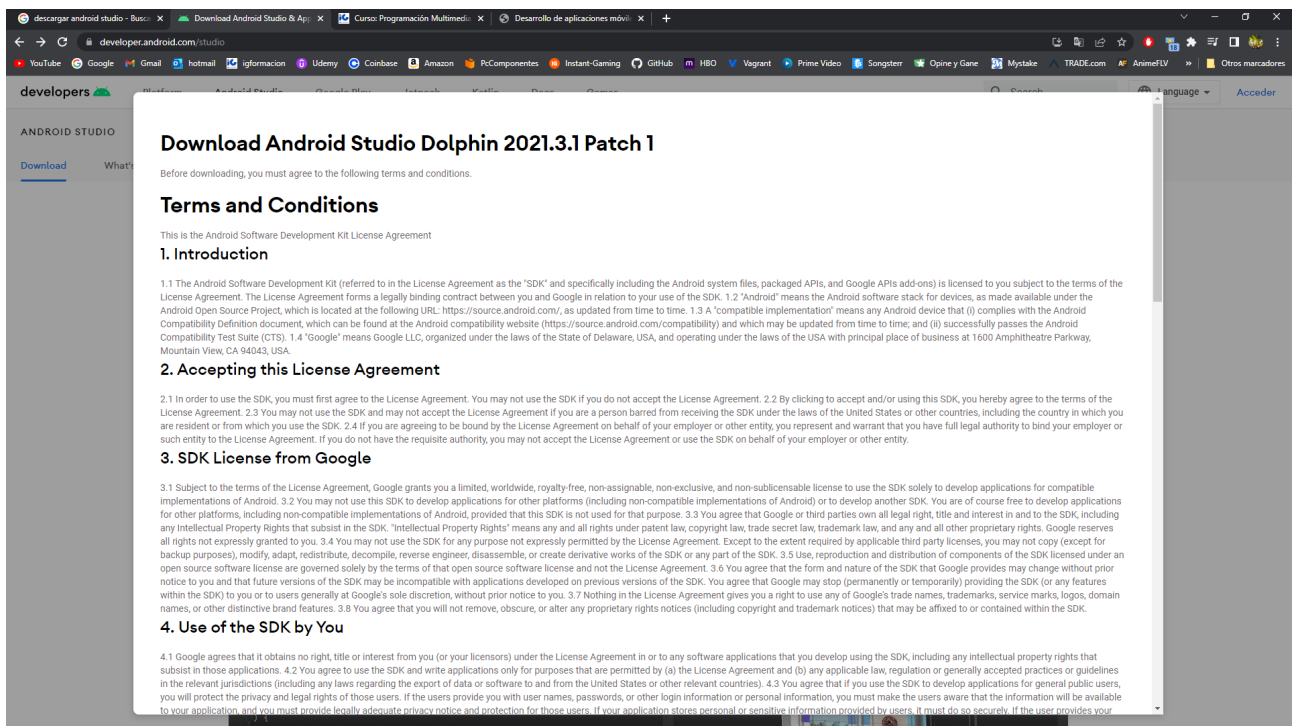 descargar android studio - Busc
Download Android Studio & App
Curso: Programación Multimedia
Desarrollo de aplicaciones móvile
developer.android.com/studio
18
YouTube Google Gmail hotmail igformacion Udemy Coinbase Amazon PcComponentes Instant-Gaming GitHub HBO Vagrant Prime Video Songsterr Opine y Gane Mystake TRADE.com AnimeFLV » Otros marcadores
developers Platform Android Studio Google Play Jetpack Kotlin Docs Games Search Language Acceder
ANDROID STUDIO
Download What's
Download Android Studio Dolphin 2021.3.1 Patch 1
Before downloading, you must agree to the following terms and conditions.
Terms and Conditions
This is the Android Software Development Kit License Agreement
1. Introduction
1.1 The Android Software Development Kit (referred to in the License Agreement as the "SDK" and specifically including the Android system files, packaged APIs, and Google APIs add-ons) is licensed to you subject to the terms of the
License Agreement. The License Agreement forms a legally binding contract between you and Google in relation to your use of the SDK. 1.2 "Android" means the Android software stack for devices, as made available under the
Android Open Source Project, which is located at the following URL: https://source.android.com/, as updated from time to time. 1.3 A "compatible implementation" means any Android device that (i) complies with the Android
Compatibility Definition document, which can be found at the Android compatibility website (https://source.android.com/compatibility) and which may be updated from time to time; and (ii) successfully passes the Android
Compatibility Test Suite (CTS). 1.4 "Google" means Google LLC, organized under the laws of the State of Delaware, USA, and operating under the laws of the USA with principal place of business at 1600 Amphitheatre Parkway,
Mountain View, CA 94043, USA.
2. Accepting this License Agreement
2.1 In order to use the SDK, you must first agree to the License Agreement. You may not use the SDK if you do not accept the License Agreement. 2.2 By clicking to accept and/or using this SDK, you hereby agree to the terms of the
License Agreement. 2.3 You may not use the SDK and may not accept the License Agreement if you are a person barred from receiving the SDK under the laws of the United States or other countries, including the country in which you
are resident or from which you use the SDK. 2.4 If you are agreeing to be bound by the License Agreement on behalf of your employer or other entity, you represent and warrant that you have full legal authority to bind your employer or
such entity to the License Agreement. If you do not have the requisite authority, you may not accept the License Agreement or use the SDK on behalf of your employer or other entity.
3. SDK License from Google
3.1 Subject to the terms of the License Agreement, Google grants you a limited, worldwide, royalty-free, non-assignable, non-exclusive, and non-sublicensable license to use the SDK solely to develop applications for compatible
implementations of Android. 3.2 You may not use this SDK to develop applications for other platforms (including non-compatible implementations of Android) or to develop another SDK. You are of course free to develop applications
for other platforms, including non-compatible implementations of Android, provided that this SDK is not used for that purpose. 3.3 You agree that Google or third parties own all legal right, title and interest in and to the SDK, including
any Intellectual Property Rights that subsist in the SDK. "Intellectual Property Rights" means any and all rights under patent law, copyright law, trade secret law, trademark law, and any and all other proprietary rights. Google reserves
all rights not expressly granted to you. 3.4 You may not use the SDK for any purpose not expressly permitted by the License Agreement. Except to the extent required by applicable third party licenses, you may not copy (except for
backup purposes), modify, adapt, redistribute, decompile, reverse engineer, disassemble, or create derivative works of the SDK or any part of the SDK. 3.5 Use, reproduction and distribution of components of the SDK licensed under an
open source software license are governed solely by the terms of that open source software license and not the License Agreement. 3.6 You agree that the form and nature of the SDK that Google provides may change without prior
notice to you and that future versions of the SDK may be incompatible with applications developed on previous versions of the SDK. You agree that Google may stop (permanently or temporarily) providing the SDK (or any features
within the SDK) to you or to users generally at Google's sole discretion, without prior notice to you. 3.7 Nothing in the License Agreement gives you a right to use any of Google's trade names, trademarks, service marks, logos, domain
names, or other distinctive brand features. 3.8 You agree that you will not remove, obscure, or alter any proprietary rights notices (including copyright and trademark notices) that may be affixed to or contained within the SDK.
4. Use of the SDK by You
4.1 Google agrees that it obtains no right, title or interest from you (or your licensors) under the License Agreement in or to any software applications that you develop using the SDK, including any intellectual property rights that
subsist in those applications. 4.2 You agree to use the SDK and write applications only for purposes that are permitted by (a) the License Agreement and (b) any applicable law, regulation or generally accepted practices or guidelines
in the relevant jurisdictions (including any laws regarding the export of data or software to and from the United States or other relevant countries). 4.3 You agree that if you use the SDK to develop applications for general public users,
you will protect the privacy and legal rights of those users. If the users provide you with user names, passwords, or other login information or personal information, you must make the users aware that the information will be available
to your application, and you must provide legally adequate privacy notice and protection for those users. If your application stores personal or sensitive information provided by users, it must do so securely. If the user provides your